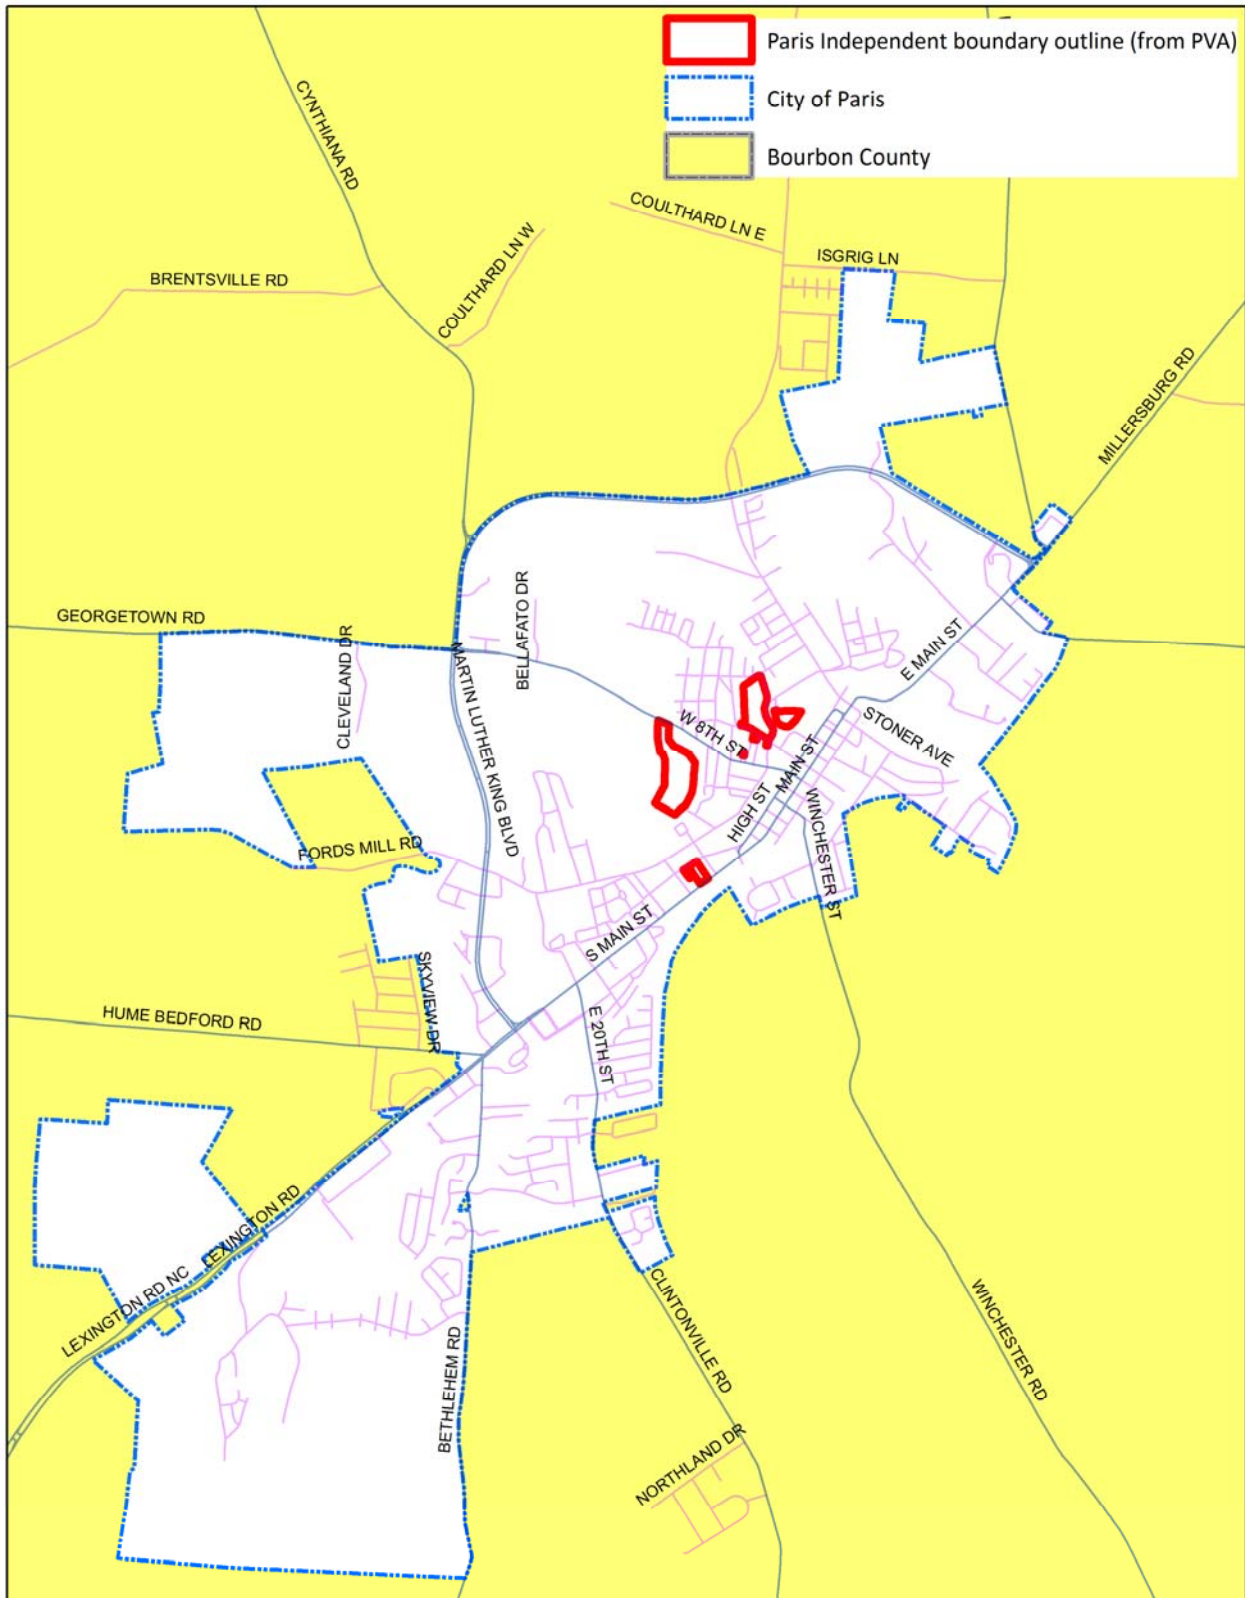 Paris Independent boundary outline (from PVA)
City of Paris
Bourbon County
CYNTHIANA RD
COULTHARD LN E
COULTHARD LN W
ISGRIG LN
BRENTSVILLE RD
MILLERSBURG RD
GEORGETOWN RD
CLEVELAND DR
BELLAFATO DR
MARTIN LUTHER KING BLVD
E MAIN ST
STONER AVE
W 8TH ST
MAIN ST
HIGH ST
WINCHESTER ST
FORDS MILL RD
S MAIN ST
SKYVIEW DR
HUME BEDFORD RD
E 20TH ST
LEXINGTON RD
LEXINGTON RD NC
CLINTONVILLE RD
WINCHESTER RD
BETHLEHEM RD
NORTHLAND DR